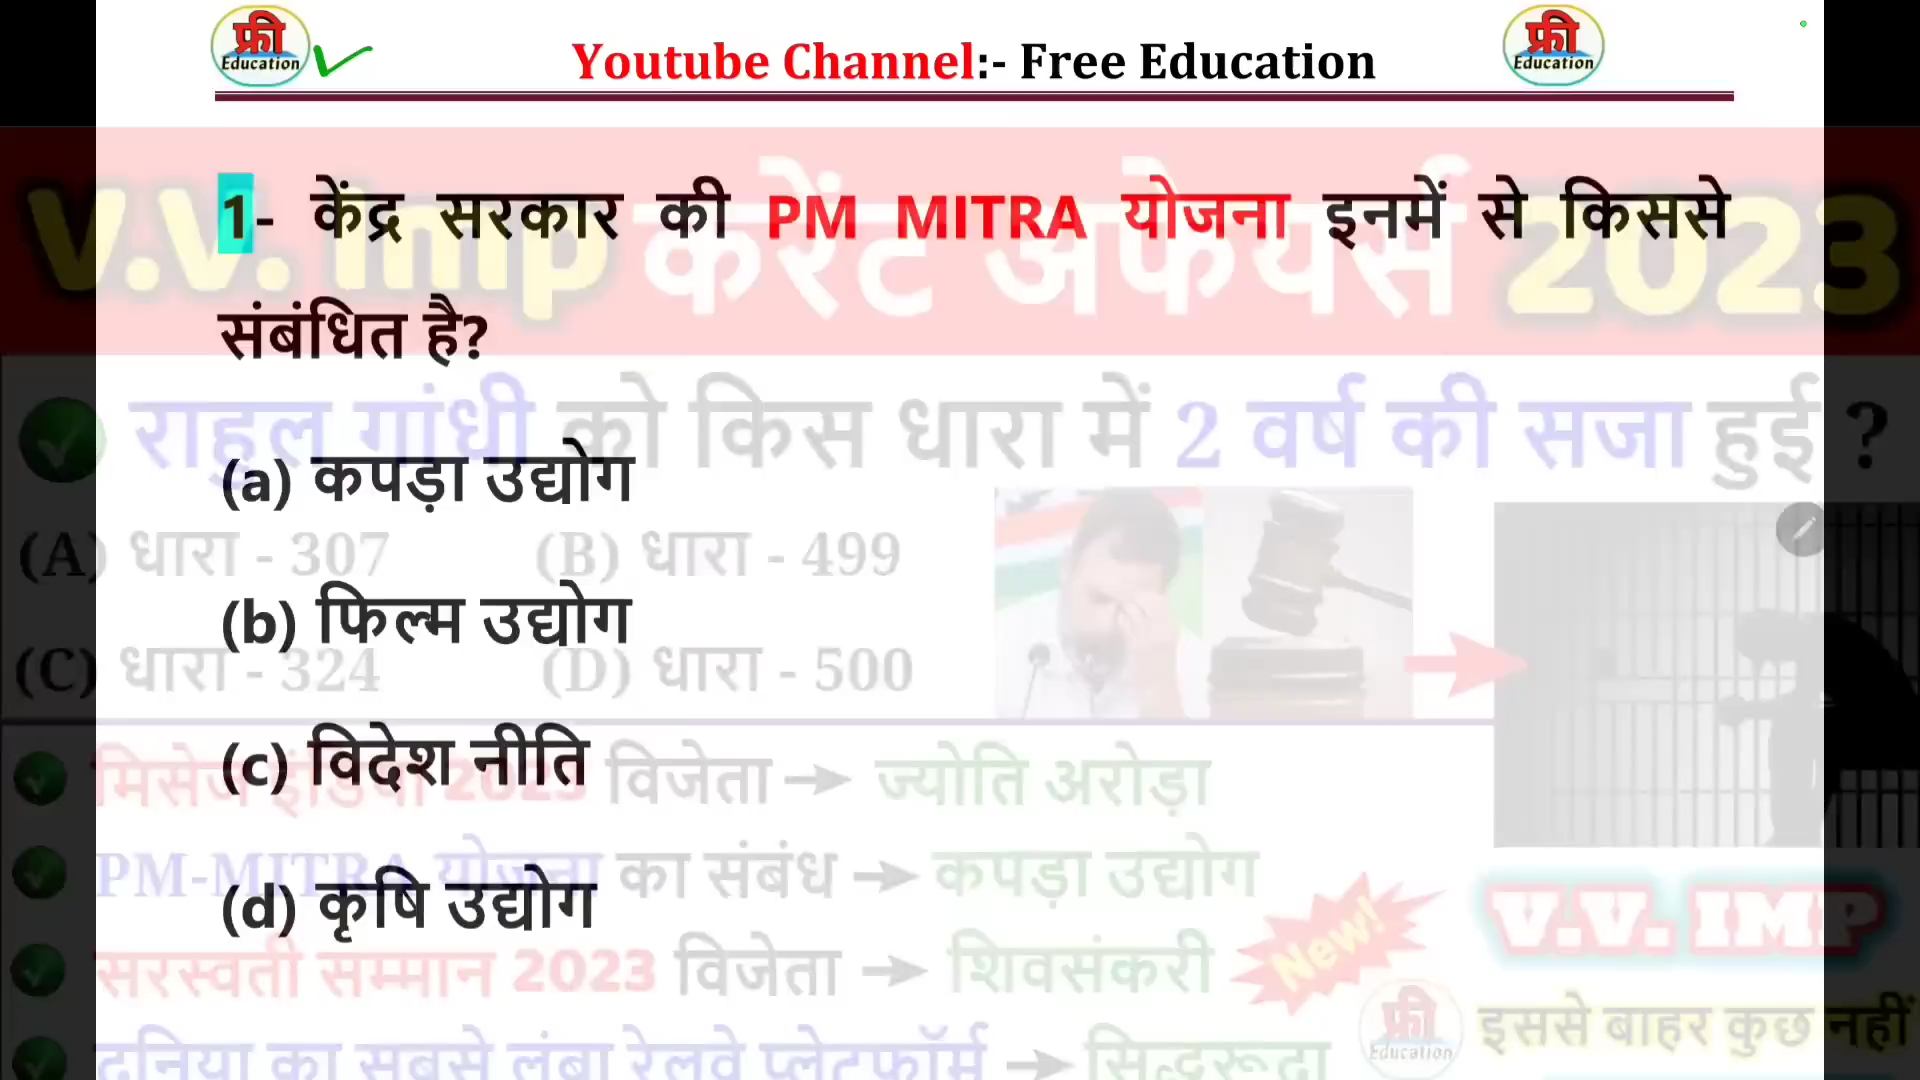 फ्री
Education
Youtube Channel:- Free Education
फ्री
Education
1- केंद्र सरकार की PM MITRA योजना इनमें से किससे
संबंधित है?
(a) कपड़ा उद्योग
(b) फिल्म उद्योग
(c) विदेश नीति
(d) कृषि उद्योग
V.V. Imp करेंट अफेयर्स 2023
राहुल गांधी को किस धारा में 2 वर्ष की सजा हुई ?
(A) धारा - 307 (B) धारा - 499
(C) धारा - 324 (D) धारा - 500
मिसेज इंडिया 2023 विजेता → ज्योति अरोड़ा
PM-MITRA योजना का संबंध → कपड़ा उद्योग
सरस्वती सम्मान 2023 विजेता → शिवसंकरी
New!
V.V. IMP
दुनिया का सबसे लंबा रेलवे प्लेटफॉर्म →
फ्री
Education
इससे बाहर कुछ नहीं